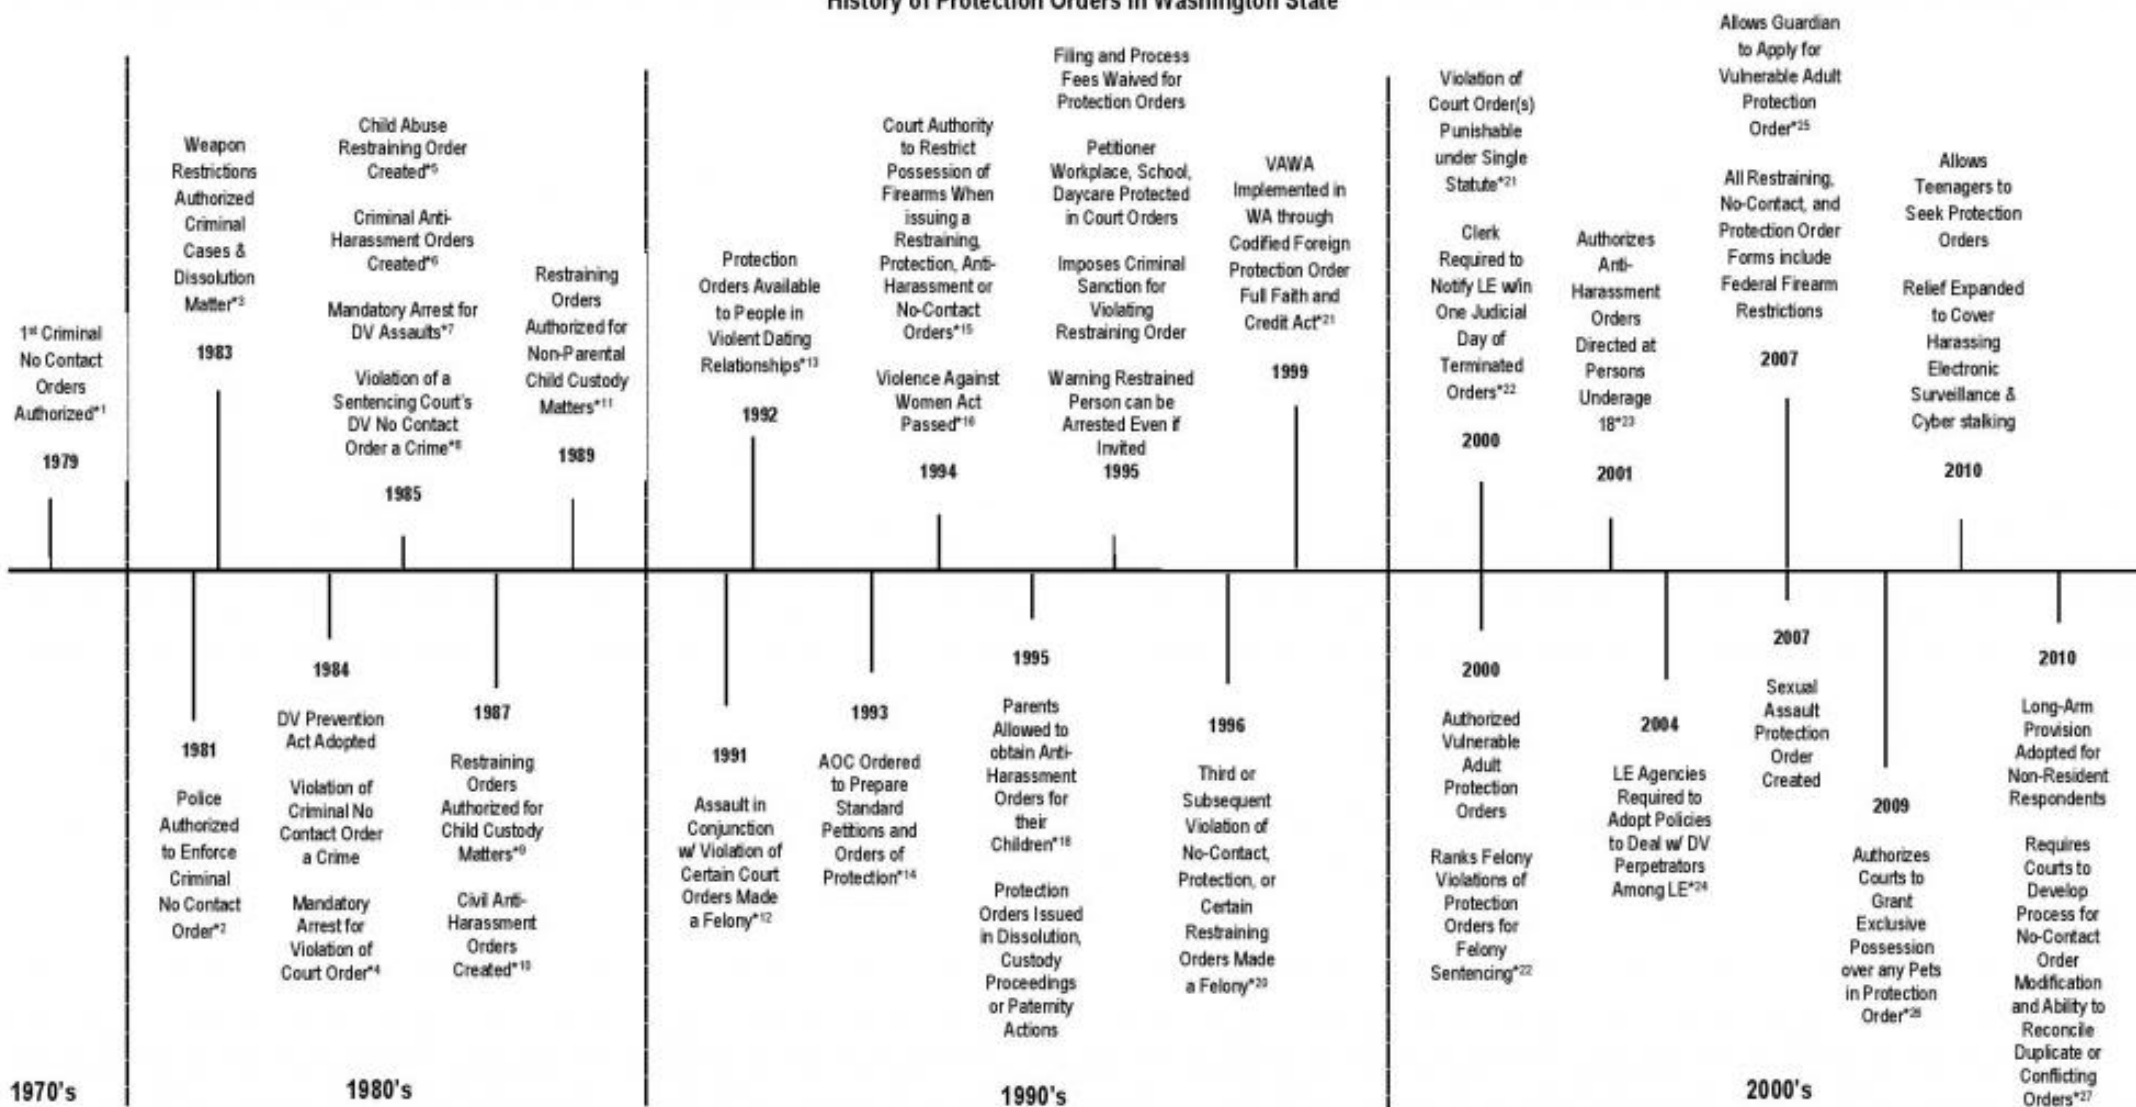 History of Protection Orders in Washington State
1st Criminal
No Contact
Orders
Authorized*1
1979
Weapon
Restrictions
Authorized
Criminal
Cases &
Dissolution
Matter*3
1983
Child Abuse
Restraining Order
Created*5
Criminal Anti-
Harassment Orders
Created*6
Mandatory Arrest for
DV Assaults*7
Violation of a
Sentencing Court's
DV No Contact
Order a Crime*8
1985
Restraining
Orders
Authorized for
Non-Parental
Child Custody
Matters*11
1989
Protection
Orders Available
to People in
Violent Dating
Relationships*13
1992
Court Authority
to Restrict
Possession of
Firearms When
issuing a
Restraining,
Protection, Anti-
Harassment or
No-Contact
Orders*15
Violence Against
Women Act
Passed*16
1994
Filing and Process
Fees Waived for
Protection Orders
Petitioner
Workplace, School,
Daycare Protected
in Court Orders
Imposes Criminal
Sanction for
Violating
Restraining Order
Warning Restrained
Person can be
Arrested Even if
Invited
1995
VAWA
Implemented in
WA through
Codified Foreign
Protection Order
Full Faith and
Credit Act*21
1999
Violation of
Court Order(s)
Punishable
under Single
Statute*21
Clerk
Required to
Notify LE w/in
One Judicial
Day of
Terminated
Orders*22
2000
Authorizes
Anti-
Harassment
Orders
Directed at
Persons
Underage
18*23
2001
Allows Guardian
to Apply for
Vulnerable Adult
Protection
Order*25
All Restraining,
No-Contact, and
Protection Order
Forms include
Federal Firearm
Restrictions
2007
Allows
Teenagers to
Seek Protection
Orders
Relief Expanded
to Cover
Harassing
Electronic
Surveillance &
Cyber stalking
2010
1981
Police
Authorized
to Enforce
Criminal
No Contact
Order*2
1984
DV Prevention
Act Adopted
Violation of
Criminal No
Contact Order
a Crime
Mandatory
Arrest for
Violation of
Court Order*4
1987
Restraining
Orders
Authorized for
Child Custody
Matters*9
Civil Anti-
Harassment
Orders
Created*10
1991
Assault in
Conjunction
w/ Violation of
Certain Court
Orders Made
a Felony*12
1993
AOC Ordered
to Prepare
Standard
Petitions and
Orders of
Protection*14
1995
Parents
Allowed to
obtain Anti-
Harassment
Orders for
their
Children*18
Protection
Orders Issued
in Dissolution,
Custody
Proceedings
or Paternity
Actions
1996
Third or
Subsequent
Violation of
No-Contact,
Protection, or
Certain
Restraining
Orders Made
a Felony*20
2000
Authorized
Vulnerable
Adult
Protection
Orders
Ranks Felony
Violations of
Protection
Orders for
Felony
Sentencing*22
2004
LE Agencies
Required to
Adopt Policies
to Deal w/ DV
Perpetrators
Among LE*24
2007
Sexual
Assault
Protection
Order
Created
2009
Authorizes
Courts to
Grant
Exclusive
Possession
over any Pets
in Protection
Order*26
2010
Long-Arm
Provision
Adopted for
Non-Resident
Respondents
Requires
Courts to
Develop
Process for
No-Contact
Order
Modification
and Ability to
Reconcile
Duplicate or
Conflicting
Orders*27
1970's
1980's
1990's
2000's